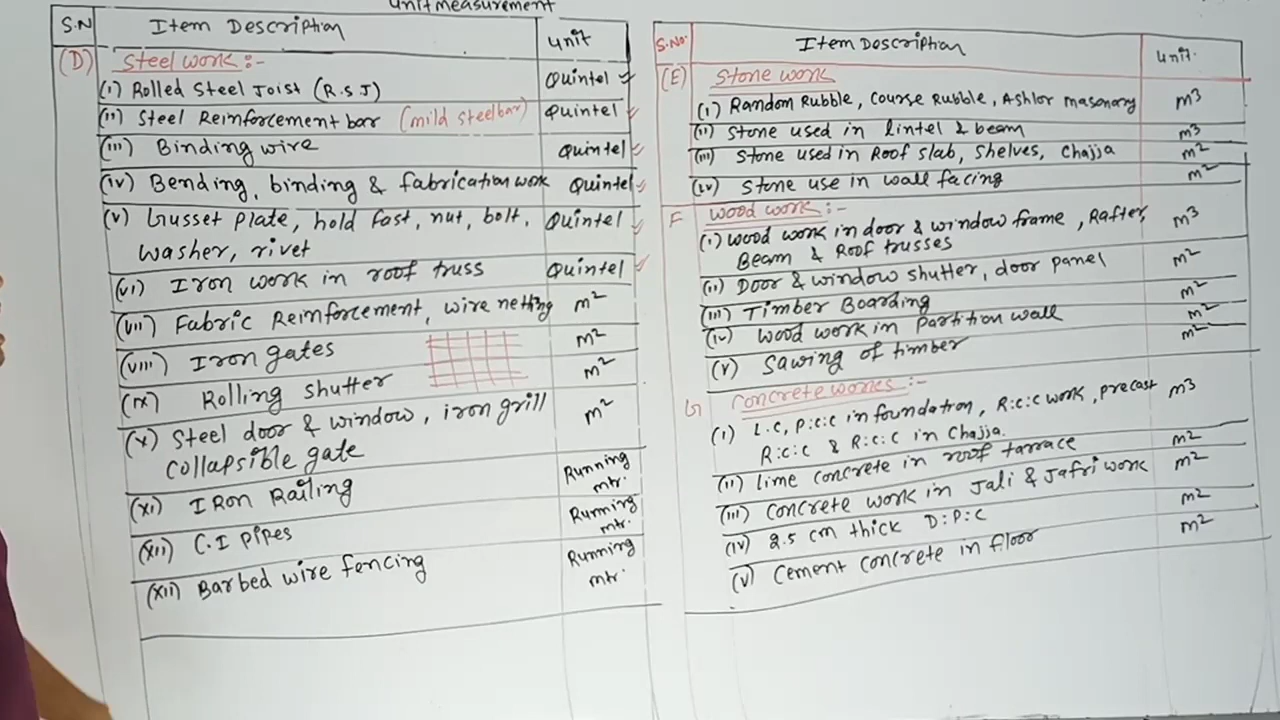 unit measurement
S.N Item Description unit
(D) Steel work :-
(i) Rolled Steel Joist (R.S.J) Quintel
(ii) Steel Reinforcement bar (mild steel bar) Quintel
(iii) Binding wire Quintel
(iv) Bending, binding & fabrication work Quintel
(v) Gusset plate, hold fast, nut, bolt, Quintel
washer, rivet
(vi) Iron work in roof truss Quintel
(vii) Fabric Reinforcement, wire netting m²
(viii) Iron gates m²
(ix) Rolling shutter m²
(x) Steel door & window, iron grill m²
collapsible gate
(xi) Iron Railing Running mtr.
(xii) C.I pipes Running mtr.
(xii) Barbed wire fencing Running mtr.
S.No. Item Description unit.
(E) Stone work
(i) Random Rubble, Course Rubble, Ashlor masonary m³
(ii) Stone used in lintel & beam m³
(iii) Stone used in Roof slab, shelves, chajja m²
(iv) Stone use in wall facing m²
F wood work :-
(i) wood work in door & window frame, Rafter, m³
Beam & Roof trusses
(ii) Door & window shutter, door panel m²
(iii) Timber Boarding m²
(iv) wood work in Partition wall m²
(v) Sawing of timber m²
G Concrete works :-
(i) L.C, P.C.C in foundation, R.C.C work, precast m³
R.C.C & R.C.C in Chajja.
(ii) lime concrete in roof tarrace m²
(iii) concrete work in Jali & Jafri work m²
(iv) 2.5 cm thick D.P.C m²
(v) Cement concrete in floor m²